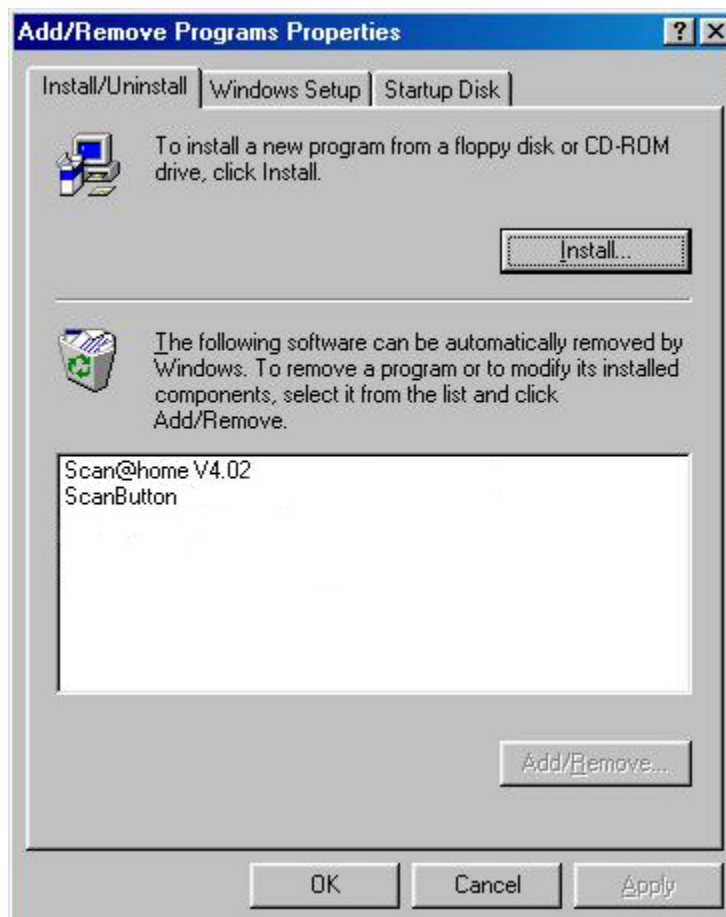 Add/Remove Programs Properties
?
Install/Uninstall Windows Setup Startup Disk
To install a new program from a floppy disk or CD-ROM
drive, click Install.
Install...
The following software can be automatically removed by
Windows. To remove a program or to modify its installed
components, select it from the list and click
Add/Remove.
Scan@home V4.02
ScanButton
Add/Remove...
OK Cancel Apply